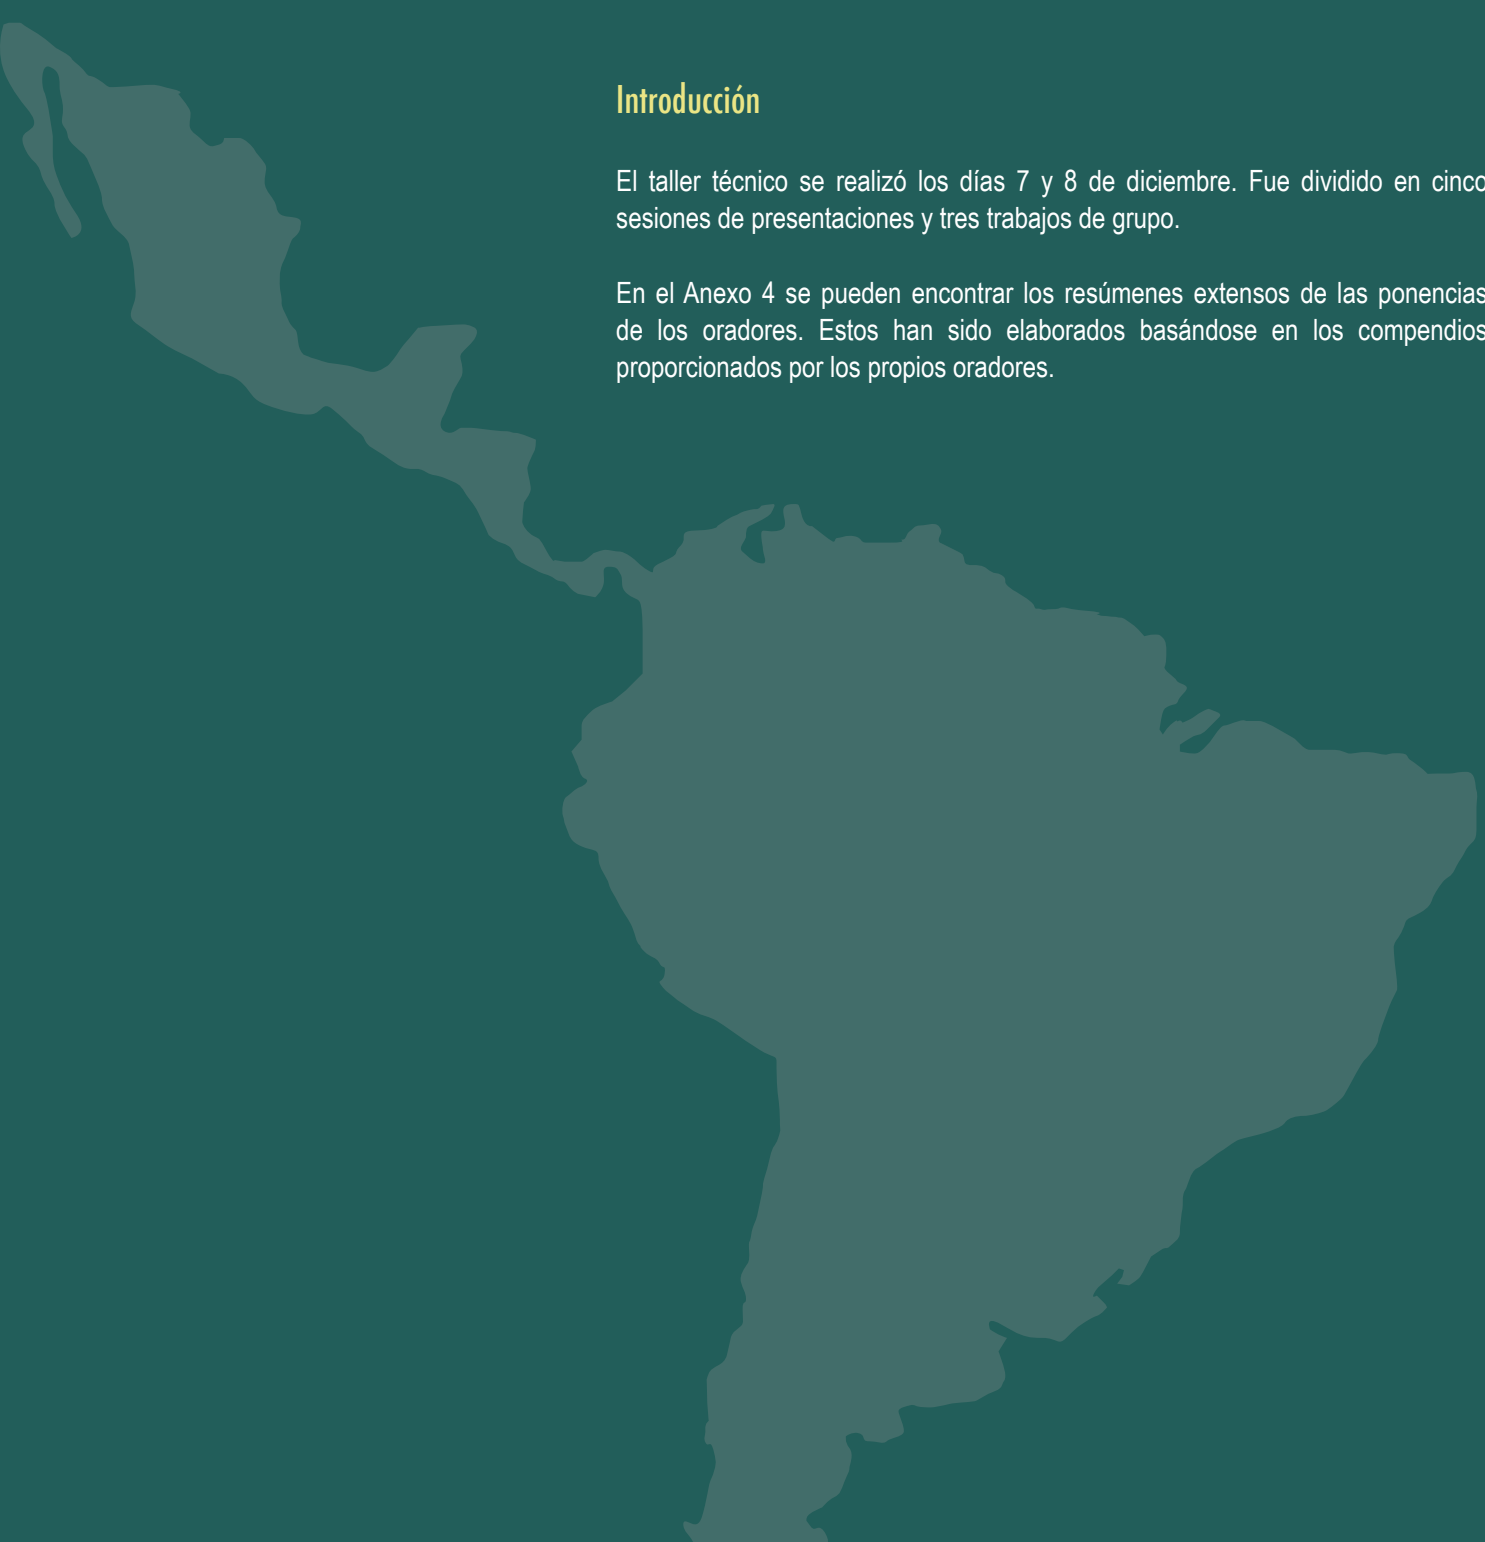 Introducción
El taller técnico se realizó los días 7 y 8 de diciembre. Fue dividido en cinco
sesiones de presentaciones y tres trabajos de grupo.
En el Anexo 4 se pueden encontrar los resúmenes extensos de las ponencias
de los oradores. Estos han sido elaborados basándose en los compendios
proporcionados por los propios oradores.